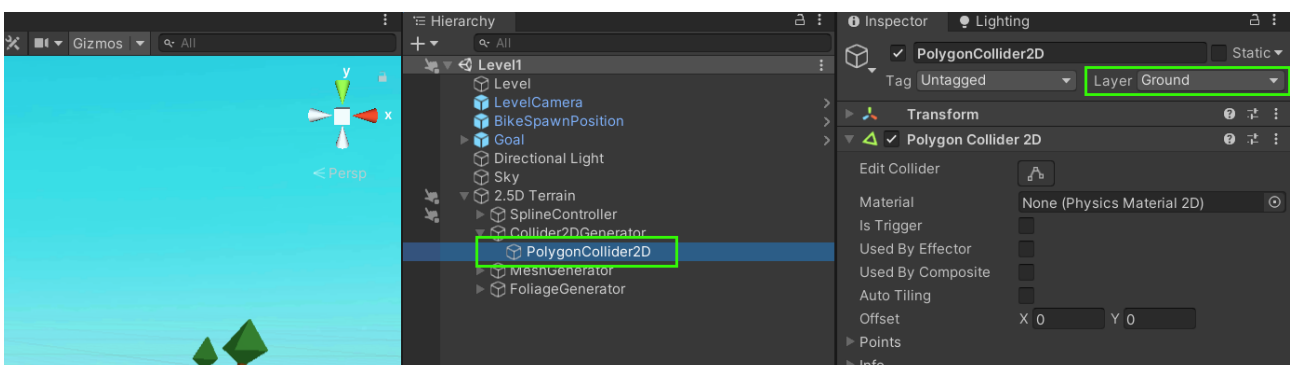 Gizmos
All
y
x
Persp
Hierarchy
All
Level1
Level
LevelCamera
BikeSpawnPosition
Goal
Directional Light
Sky
2.5D Terrain
SplineController
Collider2DGenerator
PolygonCollider2D
MeshGenerator
FoliageGenerator
Inspector Lighting
PolygonCollider2D Static
Tag Untagged Layer Ground
Transform
Polygon Collider 2D
Edit Collider
Material None (Physics Material 2D)
Is Trigger
Used By Effector
Used By Composite
Auto Tiling
Offset X 0 Y 0
Points
Info